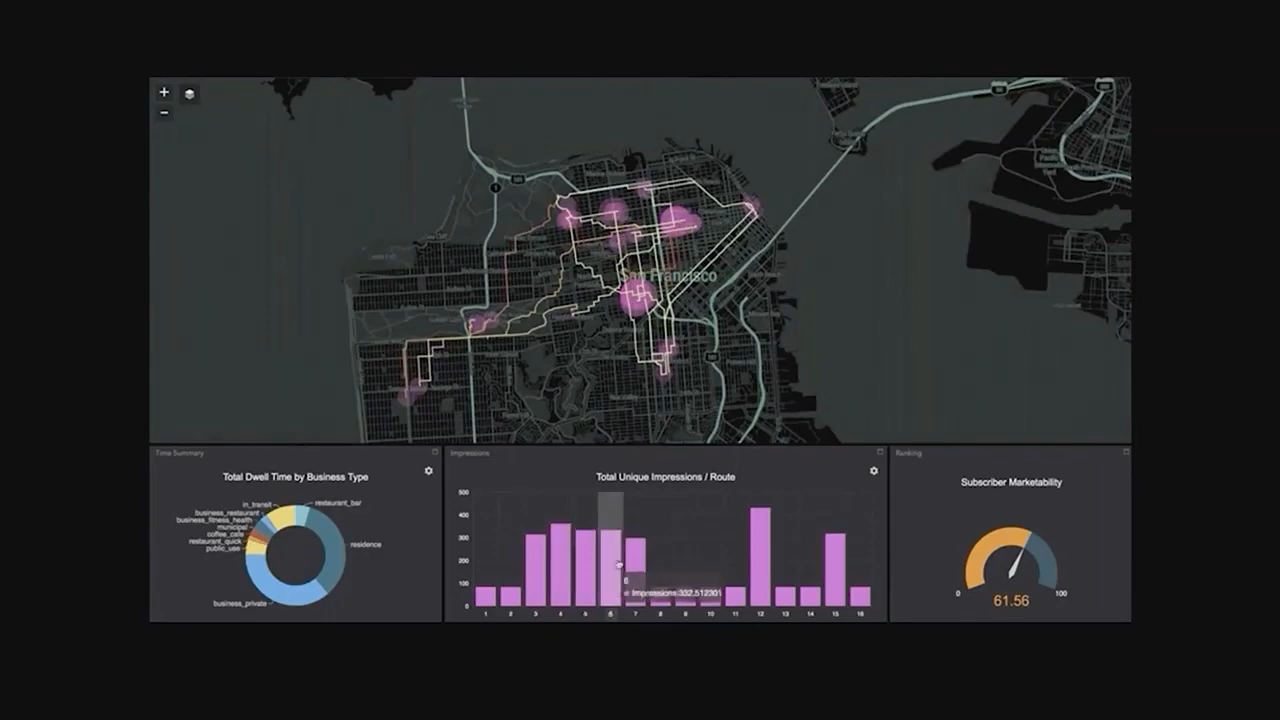 +
−
San Francisco
Time Summary
Total Dwell Time by Business Type
in_transit
restaurant_bar
business_restaurant
business_fitness_health
municipal
coffee_cafe
restaurant_quick
public_use
residence
business_private
Impressions
Total Unique Impressions / Route
500
400
300
200
100
0
6
Impressions:332.512301
1 2 3 4 5 6 7 8 9 10 11 12 13 14 15 16
Ranking
Subscriber Marketability
0
100
61.56